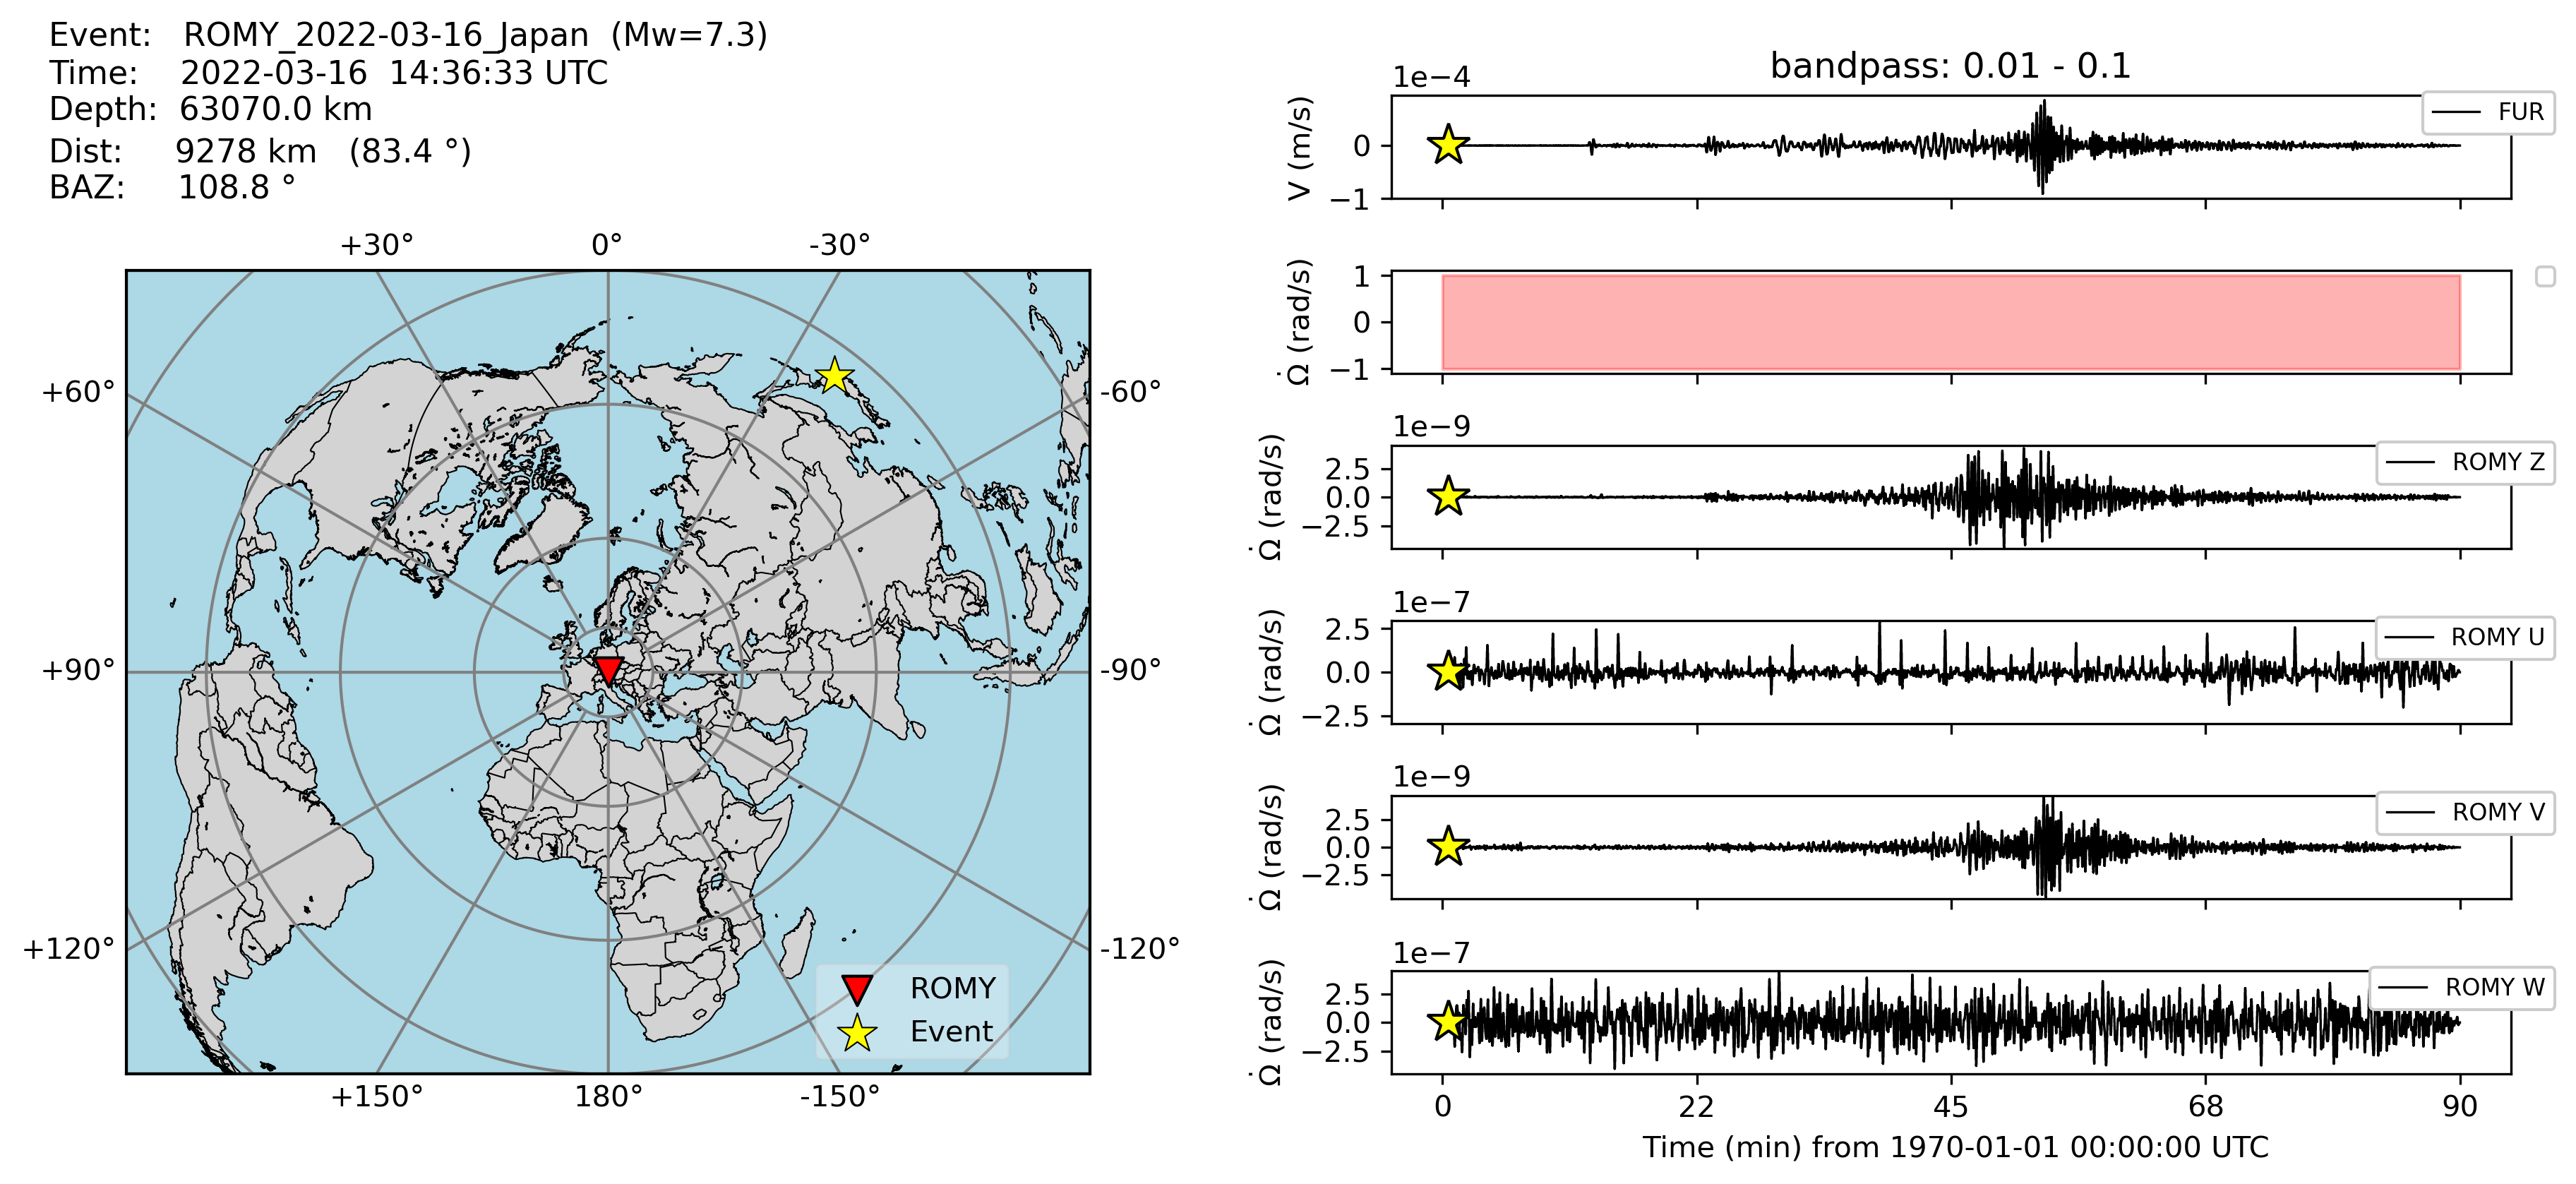 Event: ROMY_2022-03-16_Japan (Mw=7.3)
Time: 2022-03-16 14:36:33 UTC
Depth: 63070.0 km
Dist: 9278 km (83.4 °)
BAZ: 108.8 °
+30° 0° -30°
+60° -60°
+90° -90°
+120° -120°
+150° 180° -150°
ROMY
Event
bandpass: 0.01 - 0.1
1e−4
V (m/s)
0
−1
FUR
Ω̇ (rad/s)
1
0
−1
1e−9
Ω̇ (rad/s)
2.5
0.0
−2.5
ROMY Z
1e−7
Ω̇ (rad/s)
2.5
0.0
−2.5
ROMY U
1e−9
Ω̇ (rad/s)
2.5
0.0
−2.5
ROMY V
1e−7
Ω̇ (rad/s)
2.5
0.0
−2.5
ROMY W
0 22 45 68 90
Time (min) from 1970-01-01 00:00:00 UTC